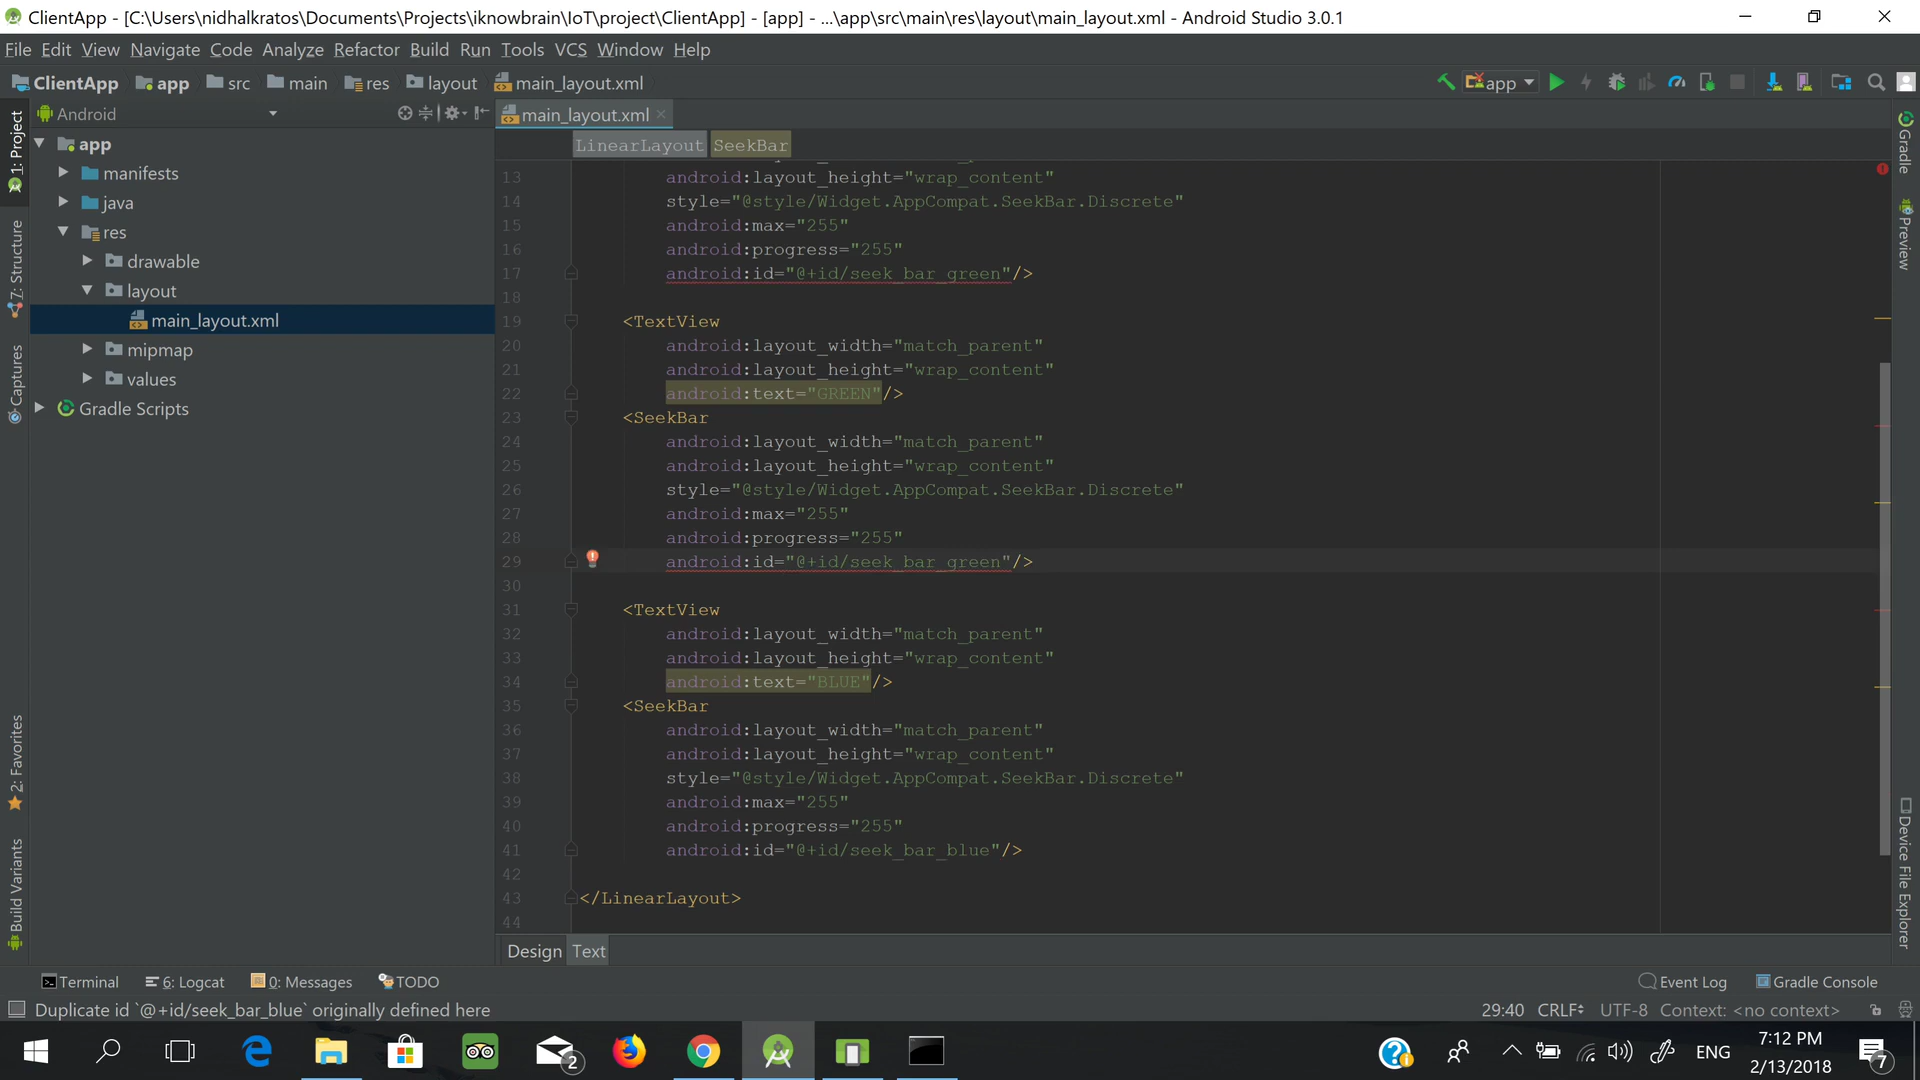 ClientApp - [C:\Users\nidhalkratos\Documents\Projects\iknowbrain\IoT\project\ClientApp] - [app] - ...\app\src\main\res\layout\main_layout.xml - Android Studio 3.0.1
File Edit View Navigate Code Analyze Refactor Build Run Tools VCS Window Help
ClientApp app src main res layout main_layout.xml app
Android
main_layout.xml
LinearLayout SeekBar
1: Project
7: Structure
Captures
2: Favorites
Build Variants
app
manifests
java
res
drawable
layout
main_layout.xml
mipmap
values
Gradle Scripts
13 android:layout_height="wrap_content"
14 style="@style/Widget.AppCompat.SeekBar.Discrete"
15 android:max="255"
16 android:progress="255"
17 android:id="@+id/seek_bar_green"/>
18
19 <TextView
20 android:layout_width="match_parent"
21 android:layout_height="wrap_content"
22 android:text="GREEN"/>
23 <SeekBar
24 android:layout_width="match_parent"
25 android:layout_height="wrap_content"
26 style="@style/Widget.AppCompat.SeekBar.Discrete"
27 android:max="255"
28 android:progress="255"
29 android:id="@+id/seek_bar_green"/>
30
31 <TextView
32 android:layout_width="match_parent"
33 android:layout_height="wrap_content"
34 android:text="BLUE"/>
35 <SeekBar
36 android:layout_width="match_parent"
37 android:layout_height="wrap_content"
38 style="@style/Widget.AppCompat.SeekBar.Discrete"
39 android:max="255"
40 android:progress="255"
41 android:id="@+id/seek_bar_blue"/>
42
43 </LinearLayout>
44
Gradle
Preview
Device File Explorer
Design Text
Terminal 6: Logcat 0: Messages TODO Event Log Gradle Console
Duplicate id `@+id/seek_bar_blue` originally defined here 29:40 CRLF UTF-8 Context: <no context>
2 ENG 7:12 PM
2/13/2018 7